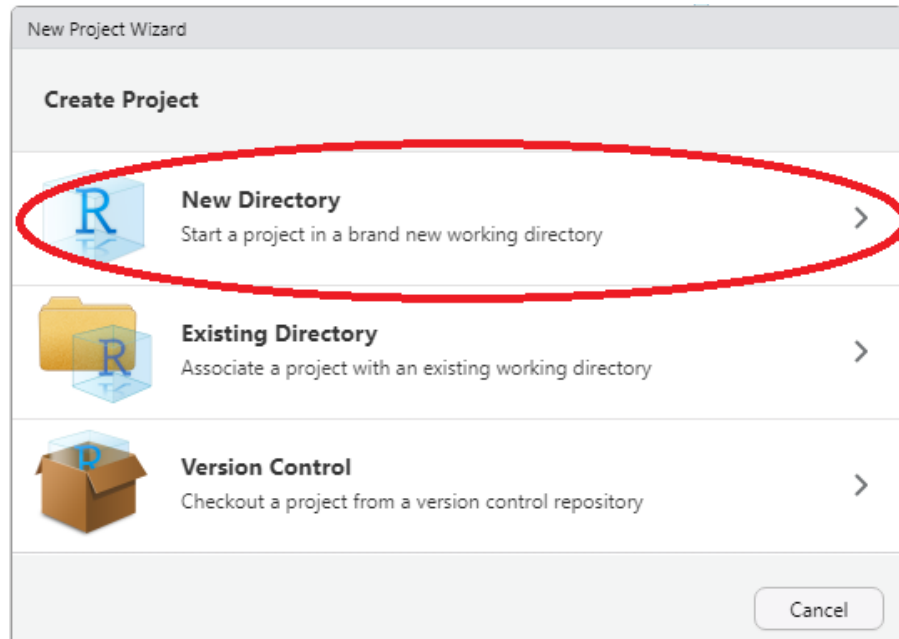 New Project Wizard
Create Project
R
New Directory
Start a project in a brand new working directory
R
Existing Directory
Associate a project with an existing working directory
R
Version Control
Checkout a project from a version control repository
Cancel